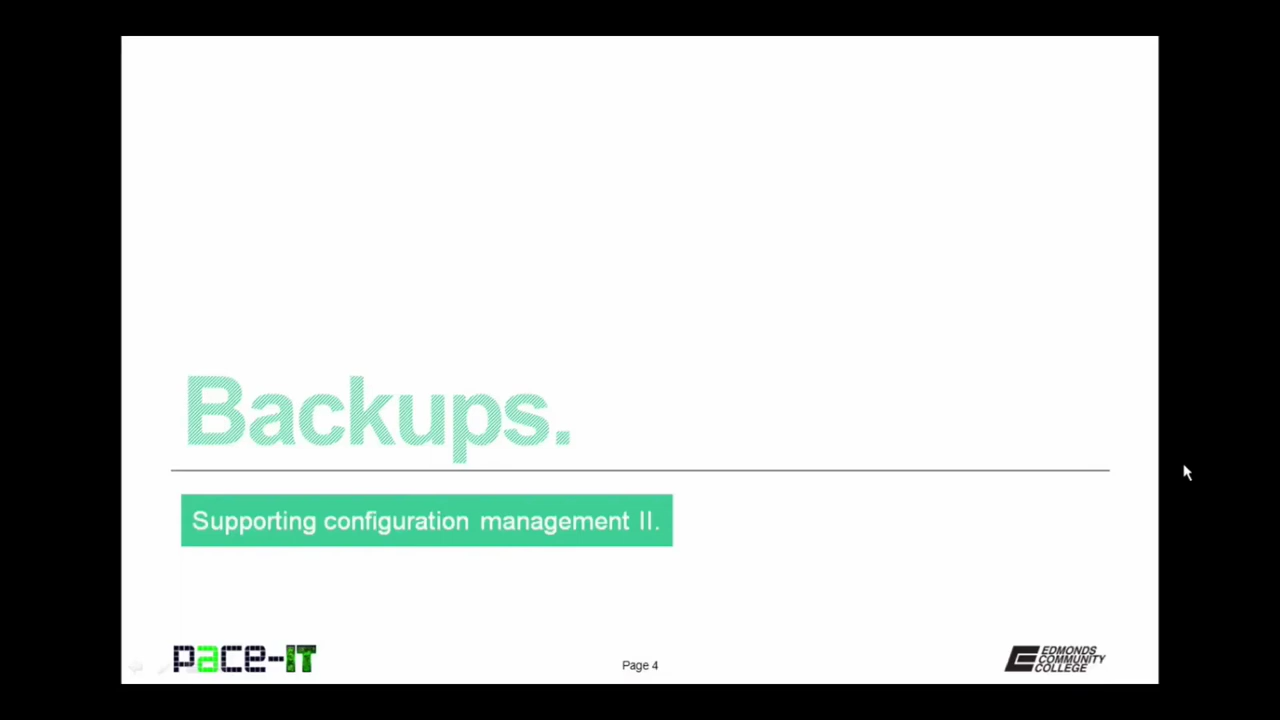 Backups.
Supporting configuration management II.
pace-IT
Page 4
EDMONDS
COMMUNITY
COLLEGE